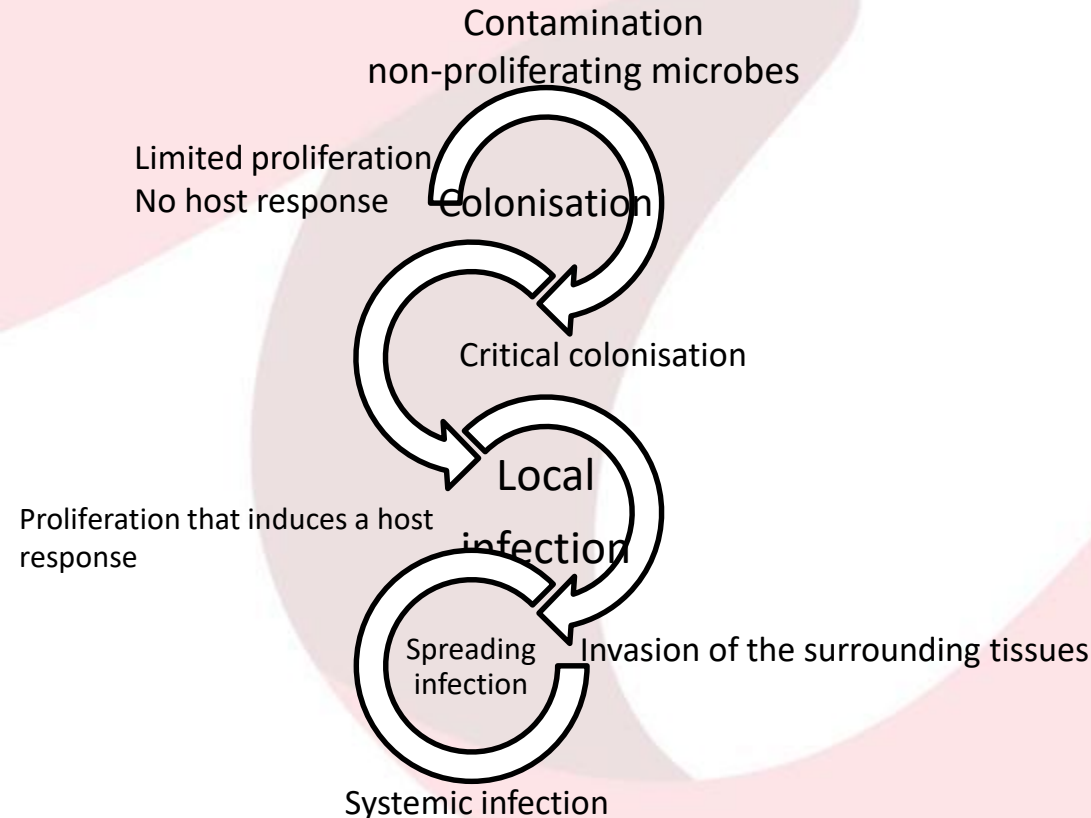 Contamination
non-proliferating microbes
Limited proliferation
No host response
Colonisation
Critical colonisation
Local
infection
Proliferation that induces a host
response
Spreading
infection
Invasion of the surrounding tissues
Systemic infection